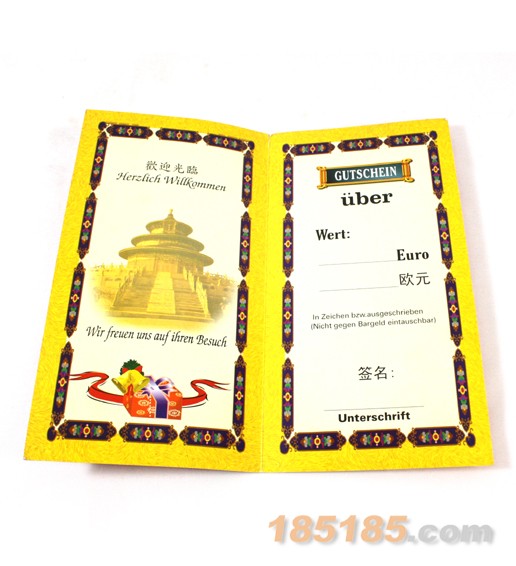 歡迎光臨
Herzlich Willkommen
Wir freuen uns auf ihren Besuch
GUTSCHEIN
über
Wert:
Euro
欧元
In Zeichen bzw.ausgeschrieben
(Nicht gegen Bargeld eintauschbar)
签名:
Unterschrift
185185.com